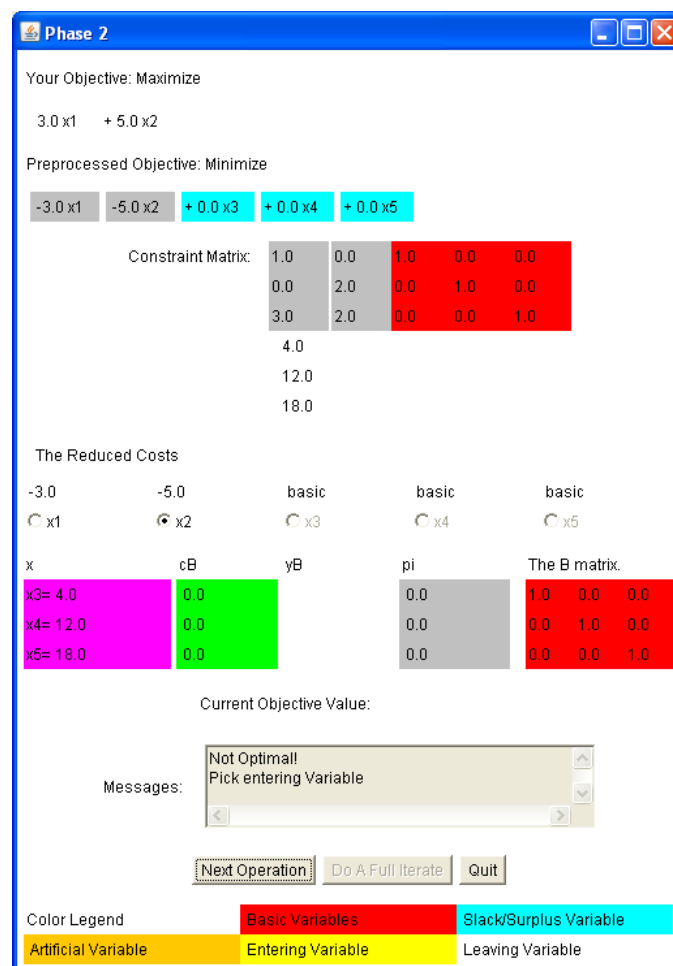 Phase 2
Your Objective: Maximize
3.0 x1 + 5.0 x2
Preprocessed Objective: Minimize
-3.0 x1 -5.0 x2 + 0.0 x3 + 0.0 x4 + 0.0 x5
Constraint Matrix: 1.0 0.0 1.0 0.0 0.0
0.0 2.0 0.0 1.0 0.0
3.0 2.0 0.0 0.0 1.0
4.0
12.0
18.0
The Reduced Costs
-3.0 -5.0 basic basic basic
x1 x2 x3 x4 x5
x cB yB pi The B matrix.
x3= 4.0 0.0 0.0 1.0 0.0 0.0
x4= 12.0 0.0 0.0 0.0 1.0 0.0
x5= 18.0 0.0 0.0 0.0 0.0 1.0
Current Objective Value:
Not Optimal!
Pick entering Variable
Messages:
Next Operation Do A Full Iterate Quit
Color Legend Basic Variables Slack/Surplus Variable
Artificial Variable Entering Variable Leaving Variable